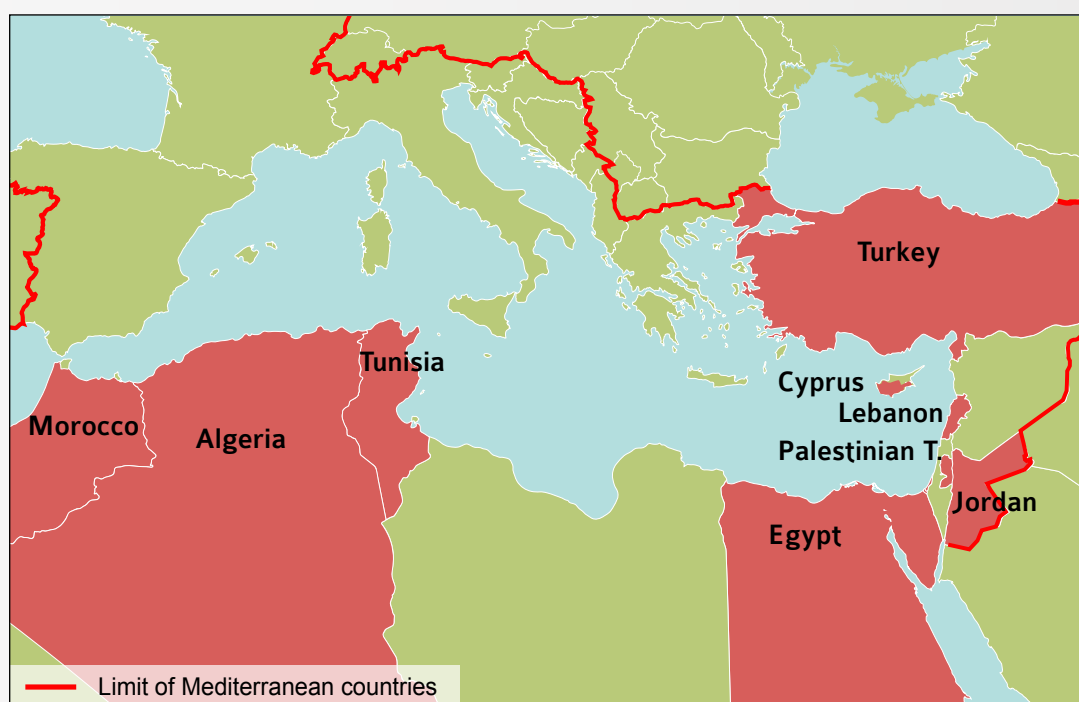 Turkey
Tunisia
Cyprus
Lebanon
Morocco
Algeria
Palestinian T.
Jordan
Egypt
Limit of Mediterranean countries